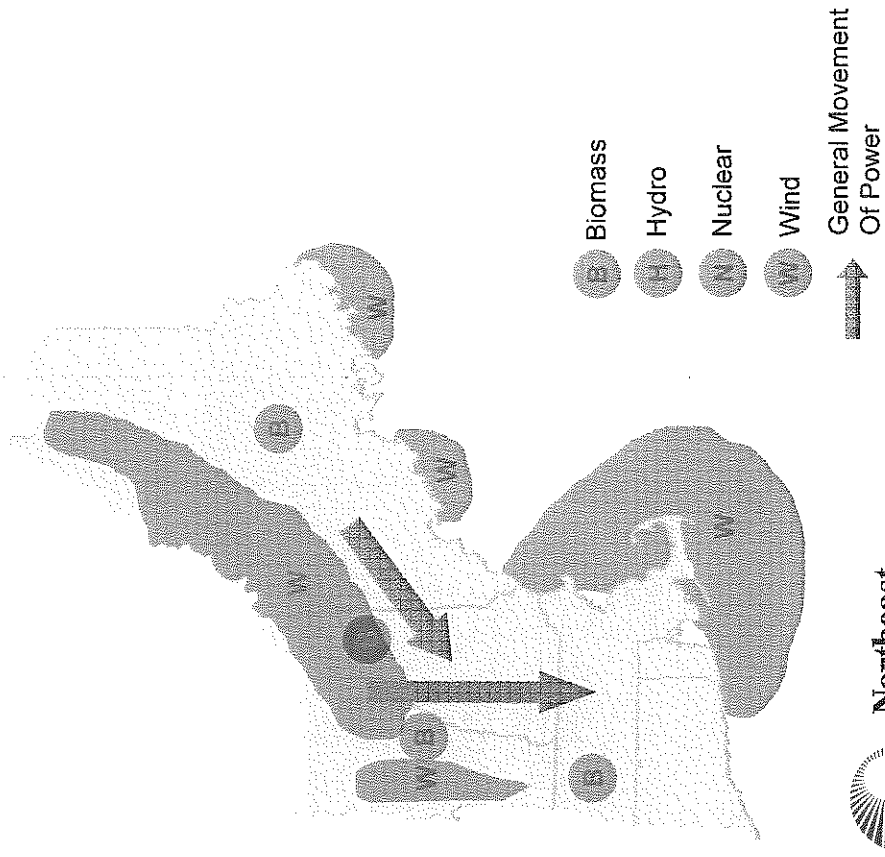 W
B
W
W
W
B
B
W
B Biomass
H Hydro
N Nuclear
W Wind
General Movement
Of Power